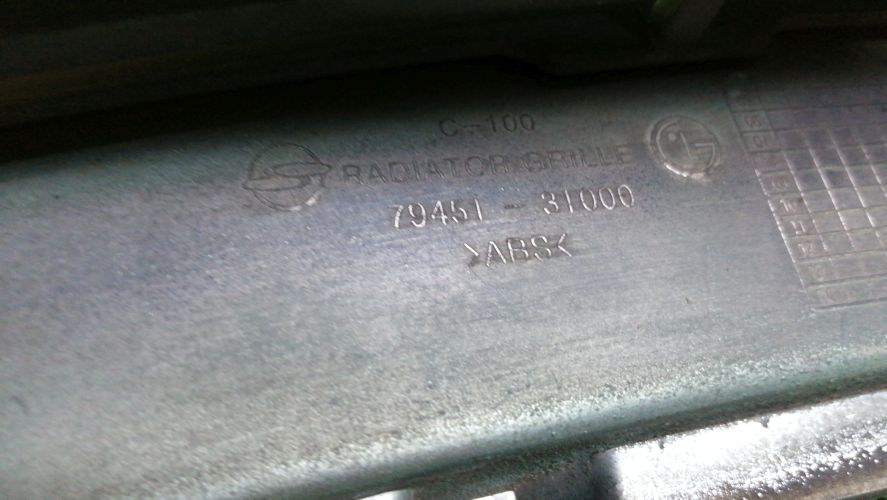 C-100
RADIATOR GRILLE
79451-31000
>ABS<